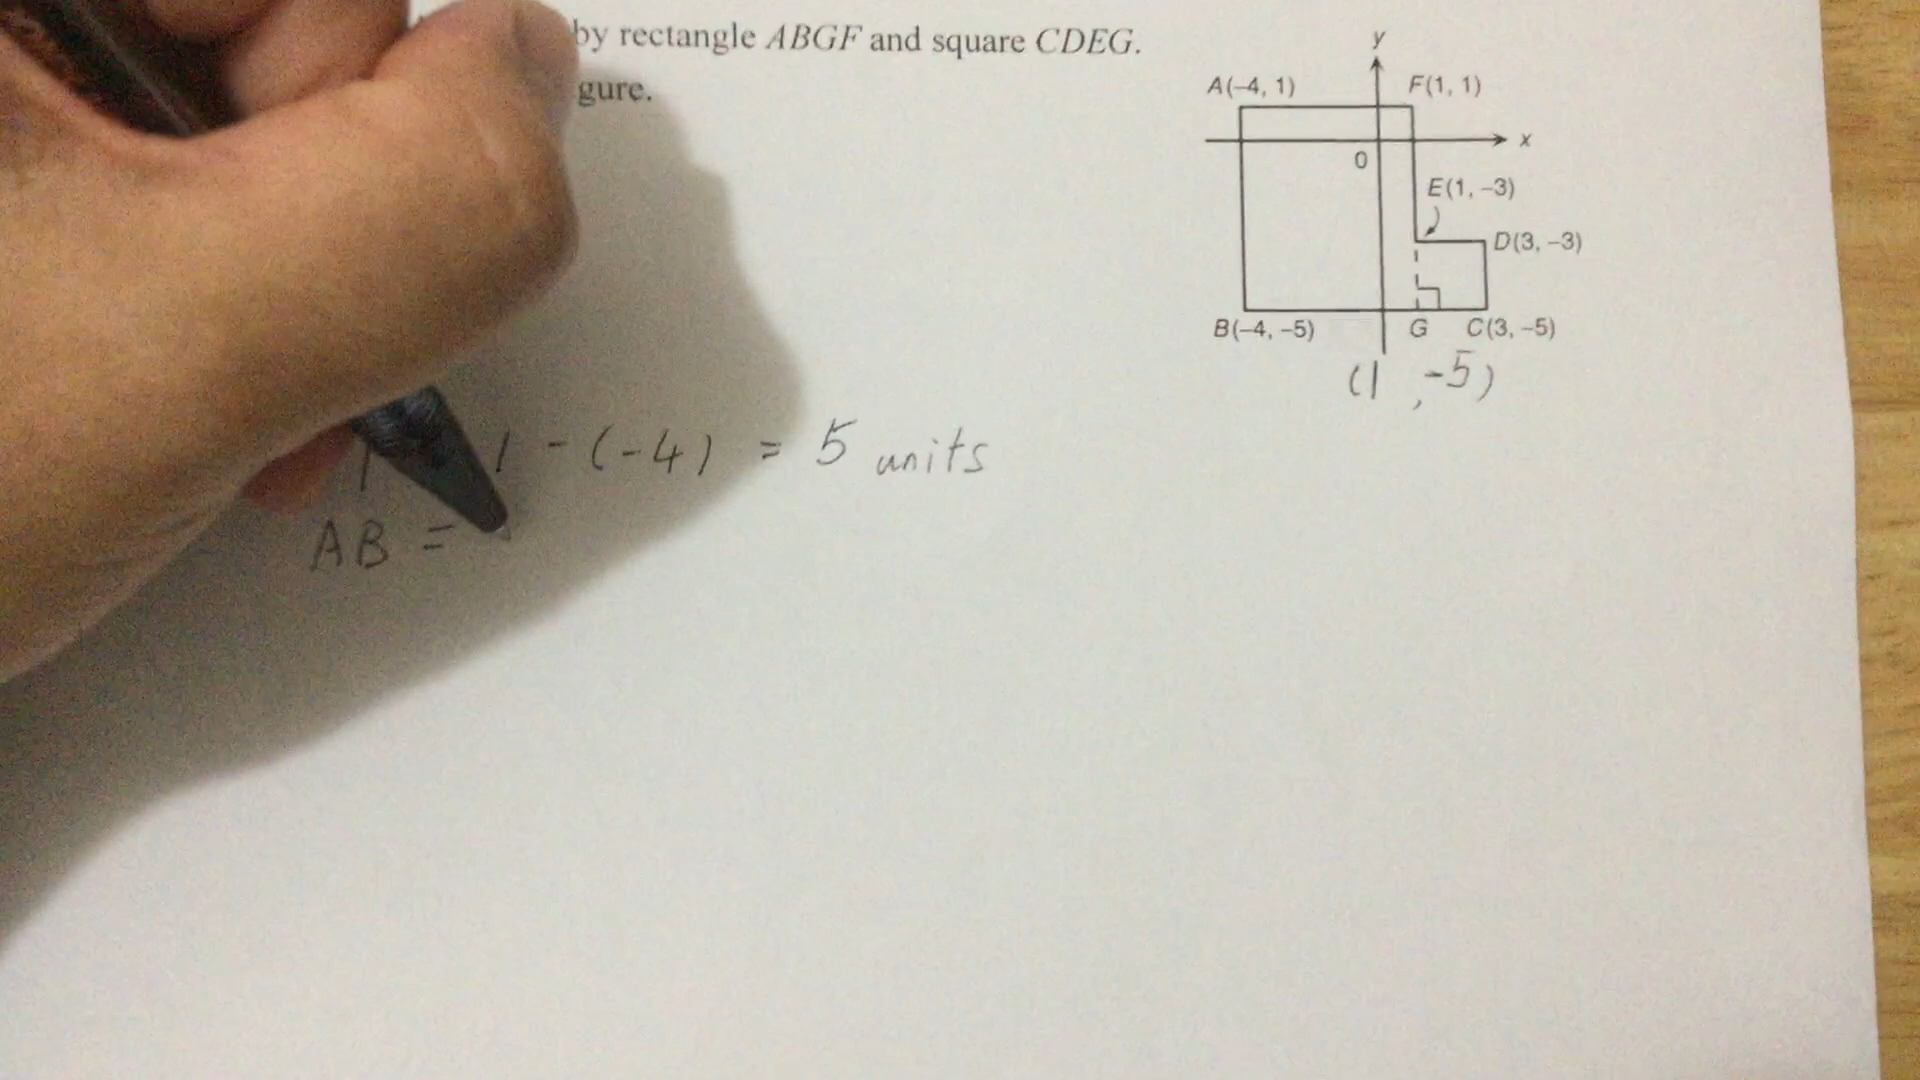 by rectangle ABGF and square CDEG.
gure.
y
A(–4, 1) F(1, 1)
x
0
E(1, –3)
D(3, –3)
B(–4, –5) G C(3, –5)
(1, -5)
1 - (-4) = 5 units
AB =